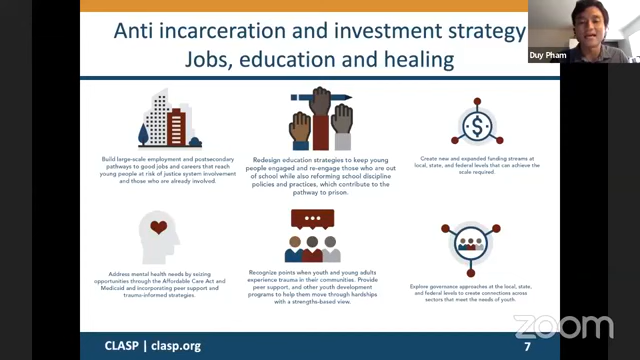 Anti incarceration and investment strategy
Jobs, education and healing
Duy Pham
Build large-scale employment and postsecondary
pathways to good jobs and careers that reach
young people at risk of justice system involvement
and those who are already involved.
Redesign education strategies to keep young
people engaged and re-engage those who are out
of school while also reforming school discipline
policies and practices, which contribute to the
pathway to prison.
$
Create new and expanded funding streams at
local, state, and federal levels that can achieve the
scale required.
Address mental health needs by seizing
opportunities through the Affordable Care Act and
Medicaid and incorporating peer support and
trauma-informed strategies.
Recognize points when youth and young adults
experience trauma in their communities. Provide
peer support, and other youth development
programs to help them move through hardships
with a strengths-based view.
Explore governance approaches at the local, state,
and federal levels to create connections across
sectors that meet the needs of youth.
zoom
CLASP | clasp.org
7